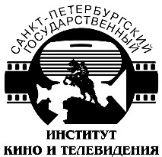 САНКТ-ПЕТЕРБУРГСКИЙ
ГОСУДАРСТВЕННЫЙ
ИНСТИТУТ
КИНО И ТЕЛЕВИДЕНИЯ